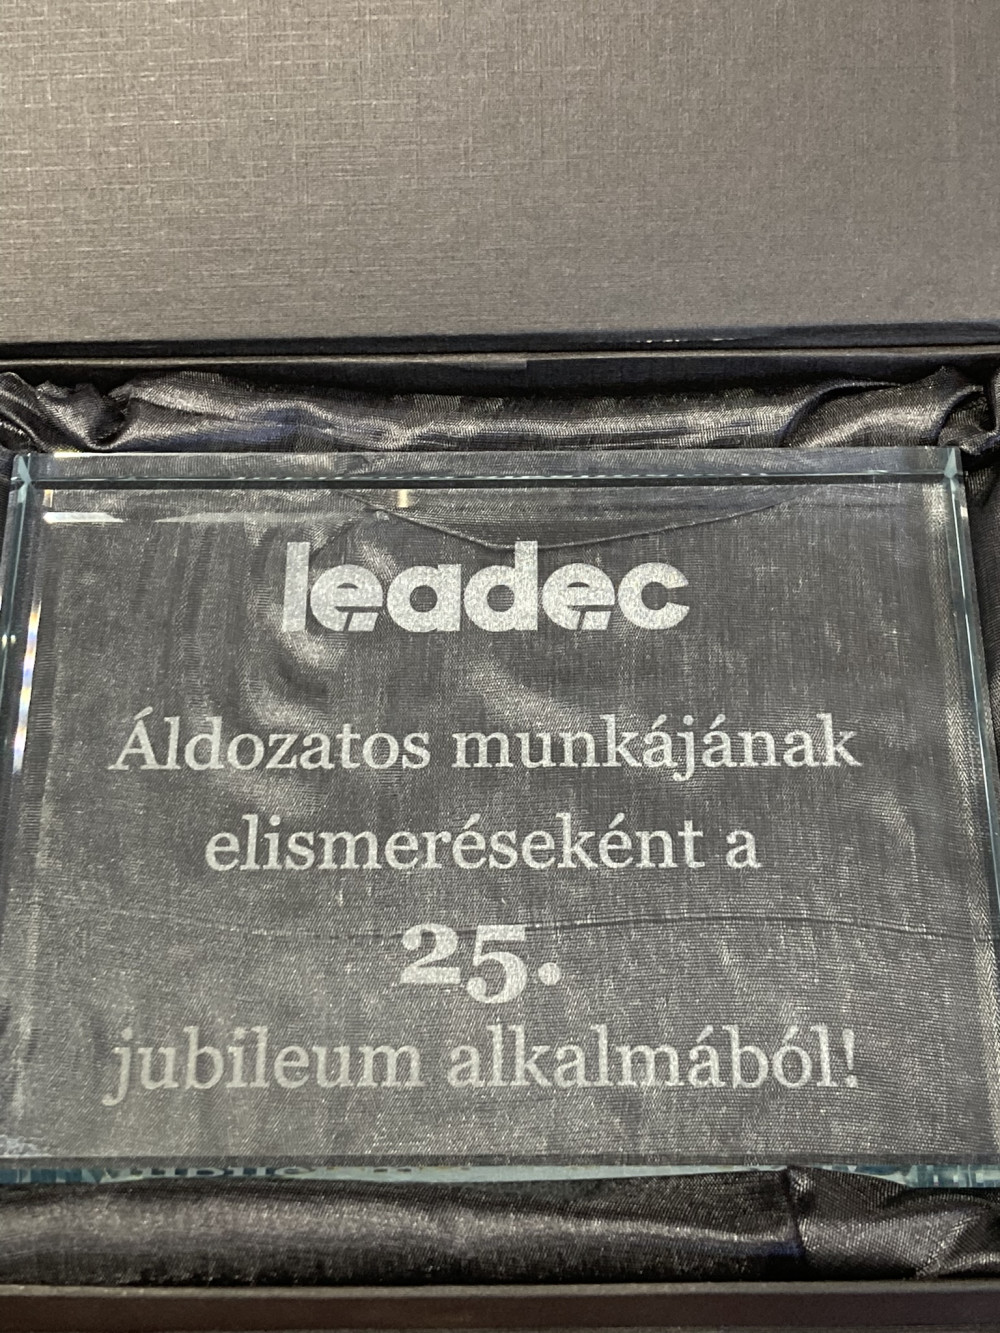 leadec
Áldozatos munkájának
elismeréseként a
25.
jubileum alkalmából!